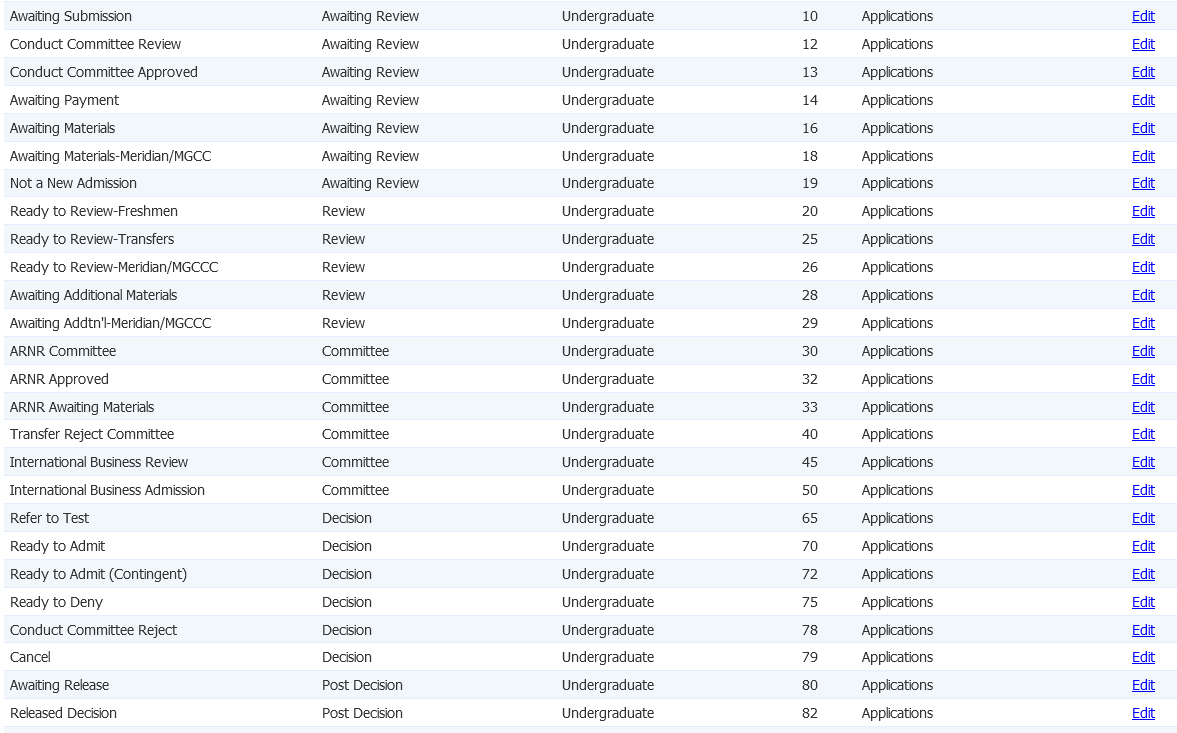 Awaiting Submission Awaiting Review Undergraduate 10 Applications Edit
Conduct Committee Review Awaiting Review Undergraduate 12 Applications Edit
Conduct Committee Approved Awaiting Review Undergraduate 13 Applications Edit
Awaiting Payment Awaiting Review Undergraduate 14 Applications Edit
Awaiting Materials Awaiting Review Undergraduate 16 Applications Edit
Awaiting Materials-Meridian/MGCC Awaiting Review Undergraduate 18 Applications Edit
Not a New Admission Awaiting Review Undergraduate 19 Applications Edit
Ready to Review-Freshmen Review Undergraduate 20 Applications Edit
Ready to Review-Transfers Review Undergraduate 25 Applications Edit
Ready to Review-Meridian/MGCCC Review Undergraduate 26 Applications Edit
Awaiting Additional Materials Review Undergraduate 28 Applications Edit
Awaiting Addtn'l-Meridian/MGCCC Review Undergraduate 29 Applications Edit
ARNR Committee Committee Undergraduate 30 Applications Edit
ARNR Approved Committee Undergraduate 32 Applications Edit
ARNR Awaiting Materials Committee Undergraduate 33 Applications Edit
Transfer Reject Committee Committee Undergraduate 40 Applications Edit
International Business Review Committee Undergraduate 45 Applications Edit
International Business Admission Committee Undergraduate 50 Applications Edit
Refer to Test Decision Undergraduate 65 Applications Edit
Ready to Admit Decision Undergraduate 70 Applications Edit
Ready to Admit (Contingent) Decision Undergraduate 72 Applications Edit
Ready to Deny Decision Undergraduate 75 Applications Edit
Conduct Committee Reject Decision Undergraduate 78 Applications Edit
Cancel Decision Undergraduate 79 Applications Edit
Awaiting Release Post Decision Undergraduate 80 Applications Edit
Released Decision Post Decision Undergraduate 82 Applications Edit